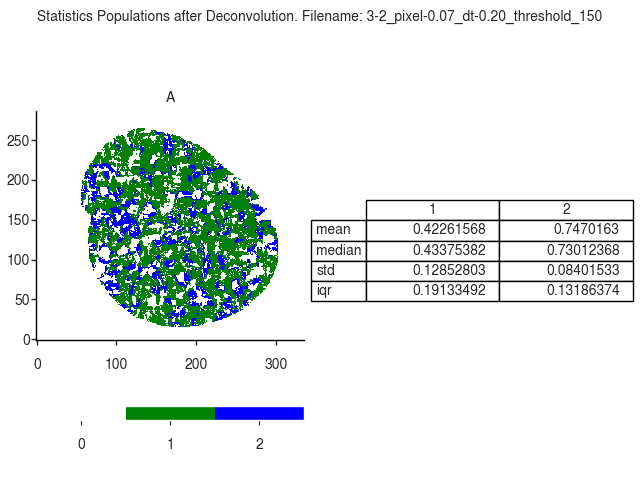 Statistics Populations after Deconvolution. Filename: 3-2_pixel-0.07_dt-0.20_threshold_150
A
250
200
150
100
50
0
0 100 200 300
1 2
mean 0.42261568 0.7470163
median 0.43375382 0.73012368
std 0.12852803 0.08401533
iqr 0.19133492 0.13186374
0 1 2